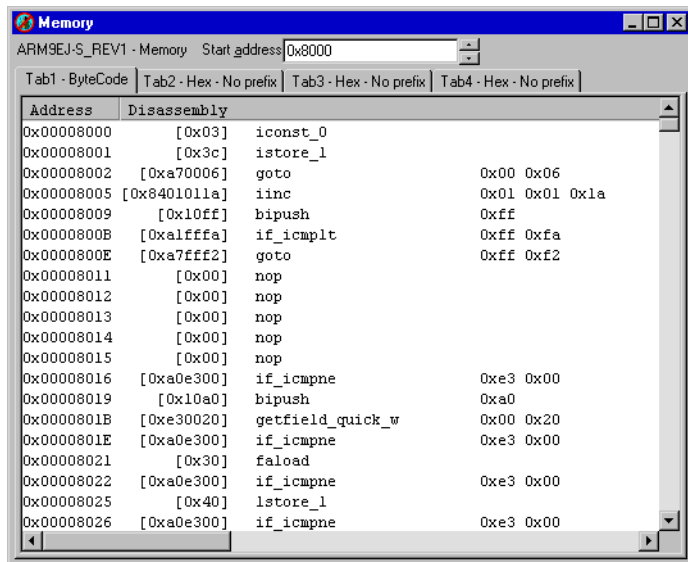 Memory
ARM9EJ-S_REV1 - Memory Start address 0x8000
Tab1 - ByteCode Tab2 - Hex - No prefix Tab3 - Hex - No prefix Tab4 - Hex - No prefix
Address Disassembly
0x00008000 [0x03] iconst_0
0x00008001 [0x3c] istore_1
0x00008002 [0xa70006] goto 0x00 0x06
0x00008005 [0x8401011a] iinc 0x01 0x01 0x1a
0x00008009 [0x10ff] bipush 0xff
0x0000800B [0xa1fffa] if_icmplt 0xff 0xfa
0x0000800E [0xa7fff2] goto 0xff 0xf2
0x00008011 [0x00] nop
0x00008012 [0x00] nop
0x00008013 [0x00] nop
0x00008014 [0x00] nop
0x00008015 [0x00] nop
0x00008016 [0xa0e300] if_icmpne 0xe3 0x00
0x00008019 [0x10a0] bipush 0xa0
0x0000801B [0xe30020] getfield_quick_w 0x00 0x20
0x0000801E [0xa0e300] if_icmpne 0xe3 0x00
0x00008021 [0x30] faload
0x00008022 [0xa0e300] if_icmpne 0xe3 0x00
0x00008025 [0x40] lstore_1
0x00008026 [0xa0e300] if_icmpne 0xe3 0x00